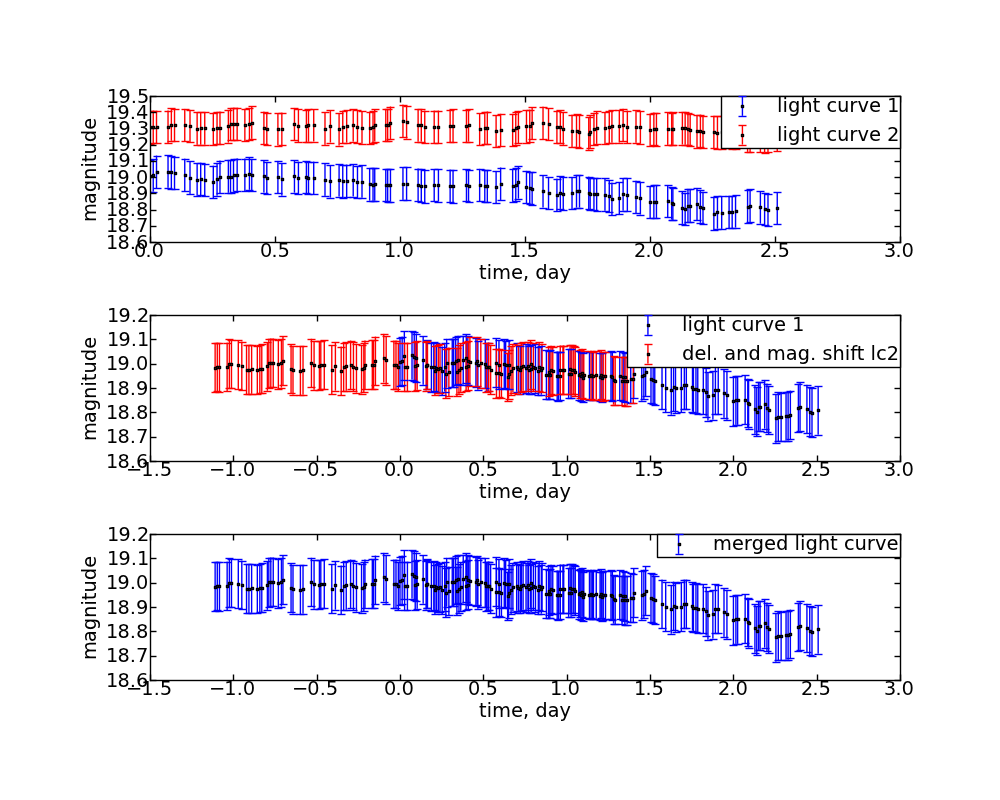 19.5
19.4
19.3
19.2
19.1
19.0
18.9
18.8
18.7
18.6
magnitude
light curve 1
light curve 2
0.0 0.5 1.0 1.5 2.0 2.5 3.0
time, day
19.2
19.1
19.0
18.9
18.8
18.7
18.6
magnitude
light curve 1
del. and mag. shift lc2
−1.5 −1.0 −0.5 0.0 0.5 1.0 1.5 2.0 2.5 3.0
time, day
19.2
19.1
19.0
18.9
18.8
18.7
18.6
magnitude
merged light curve
−1.5 −1.0 −0.5 0.0 0.5 1.0 1.5 2.0 2.5 3.0
time, day